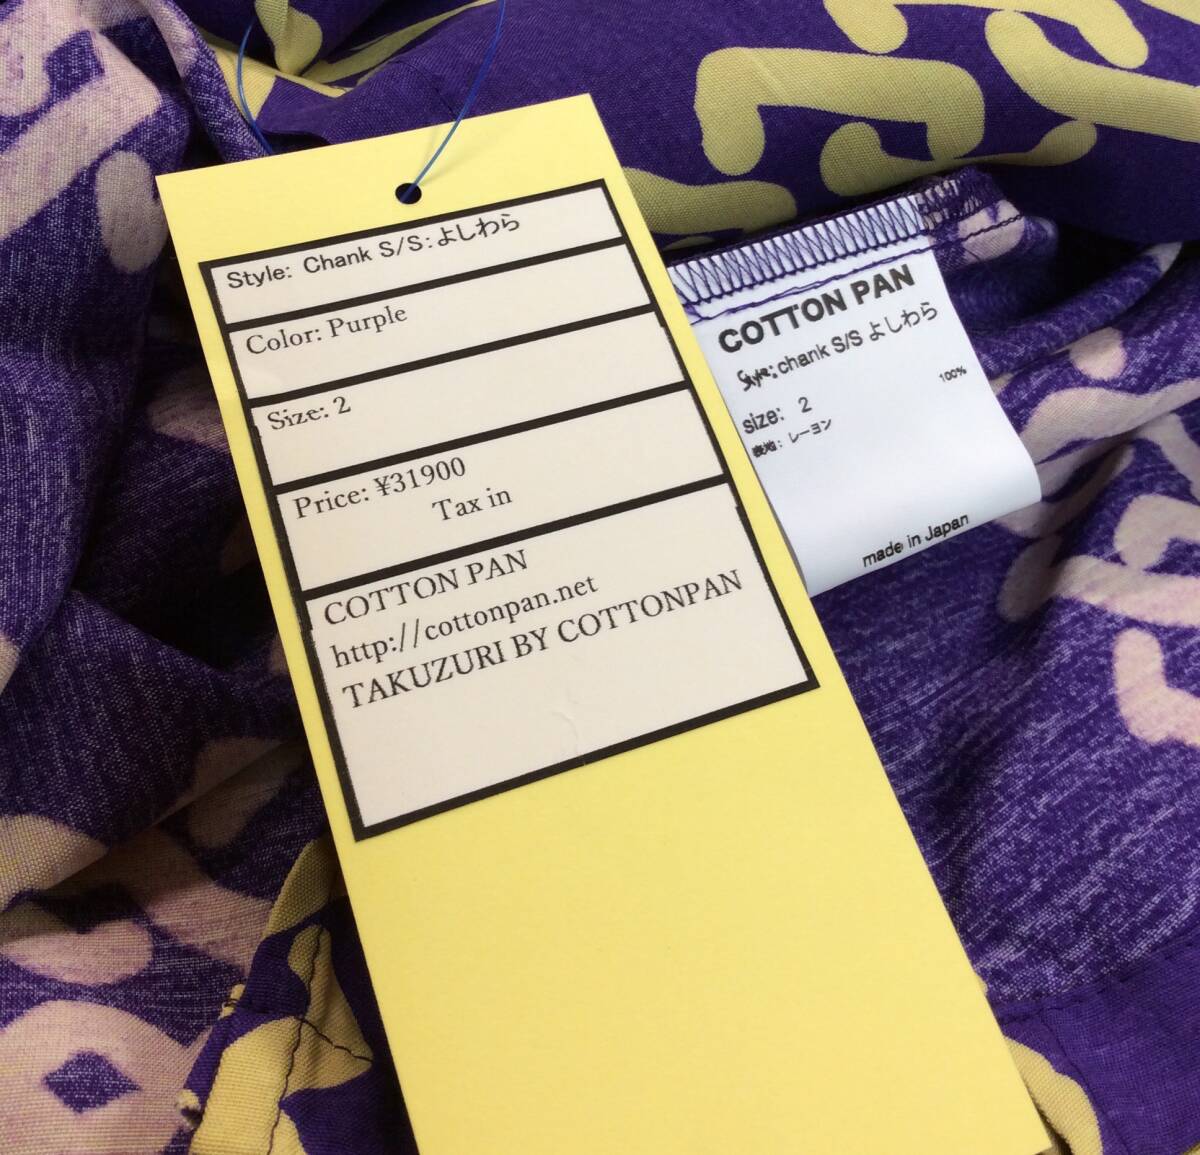 Style: Chank S/S:よしわら
Color: Purple
Size: 2
Price: ¥31900
Tax in
COTTON PAN
http://cottonpan.net
TAKUZURI BY COTTONPAN
COTTON PAN
Style: chank S/S よしわら
size: 2
表地: レーヨン 100%
made in Japan